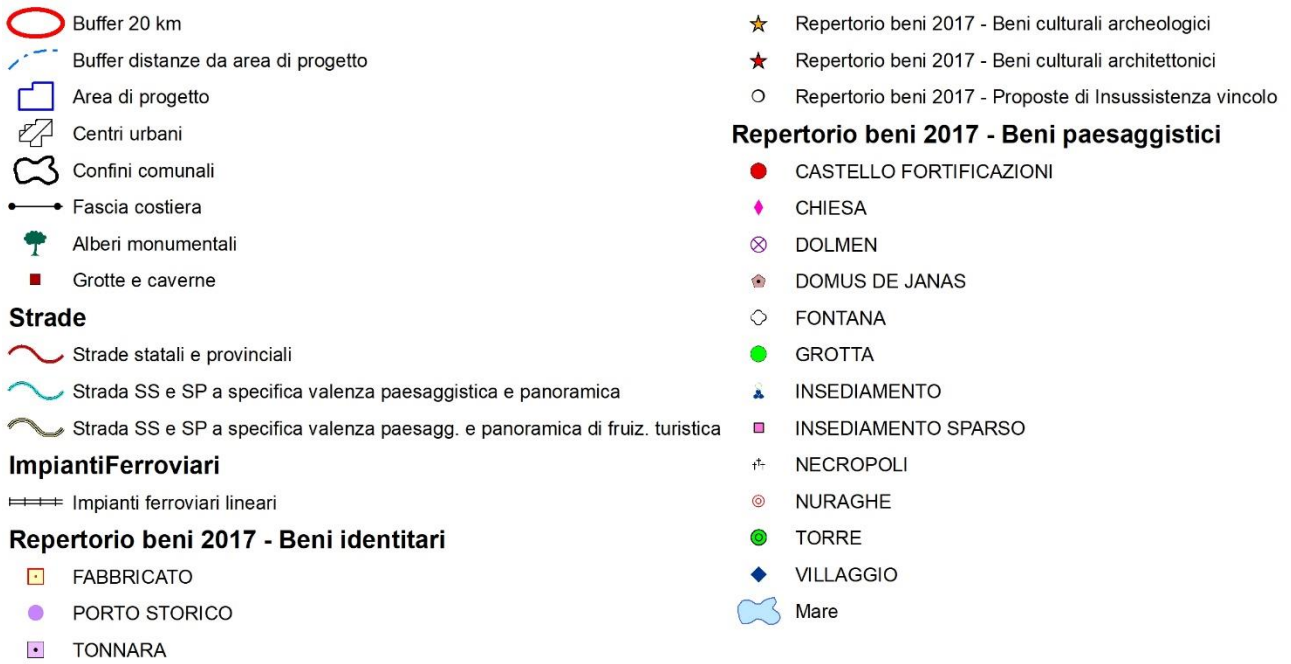 Buffer 20 km
Buffer distanze da area di progetto
Area di progetto
Centri urbani
Confini comunali
Fascia costiera
Alberi monumentali
Grotte e caverne
Strade
Strade statali e provinciali
Strada SS e SP a specifica valenza paesaggistica e panoramica
Strada SS e SP a specifica valenza paesagg. e panoramica di fruiz. turistica
ImpiantiFerroviari
Impianti ferroviari lineari
Repertorio beni 2017 - Beni identitari
FABBRICATO
PORTO STORICO
TONNARA
Repertorio beni 2017 - Beni culturali archeologici
Repertorio beni 2017 - Beni culturali architettonici
Repertorio beni 2017 - Proposte di Insussistenza vincolo
Repertorio beni 2017 - Beni paesaggistici
CASTELLO FORTIFICAZIONI
CHIESA
DOLMEN
DOMUS DE JANAS
FONTANA
GROTTA
INSEDIAMENTO
INSEDIAMENTO SPARSO
NECROPOLI
NURAGHE
TORRE
VILLAGGIO
Mare